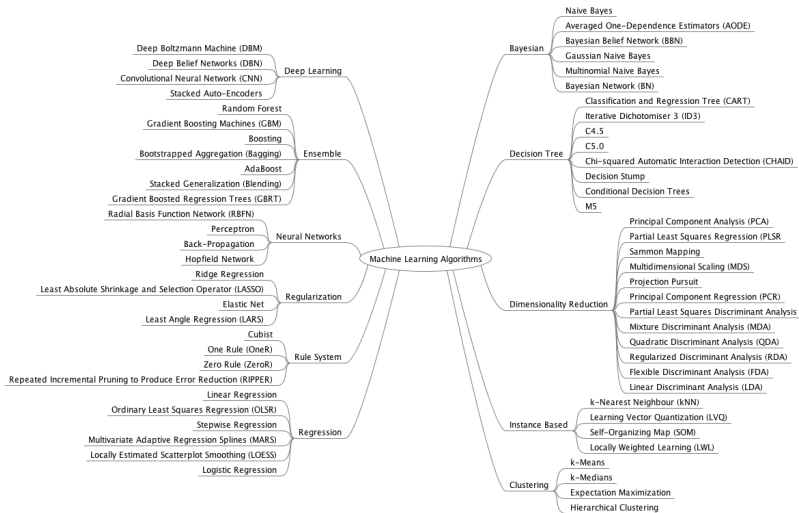 Machine Learning Algorithms
Deep Learning
Deep Boltzmann Machine (DBM)
Deep Belief Networks (DBN)
Convolutional Neural Network (CNN)
Stacked Auto-Encoders
Ensemble
Random Forest
Gradient Boosting Machines (GBM)
Boosting
Bootstrapped Aggregation (Bagging)
AdaBoost
Stacked Generalization (Blending)
Gradient Boosted Regression Trees (GBRT)
Neural Networks
Radial Basis Function Network (RBFN)
Perceptron
Back-Propagation
Hopfield Network
Regularization
Ridge Regression
Least Absolute Shrinkage and Selection Operator (LASSO)
Elastic Net
Least Angle Regression (LARS)
Rule System
Cubist
One Rule (OneR)
Zero Rule (ZeroR)
Repeated Incremental Pruning to Produce Error Reduction (RIPPER)
Regression
Linear Regression
Ordinary Least Squares Regression (OLSR)
Stepwise Regression
Multivariate Adaptive Regression Splines (MARS)
Locally Estimated Scatterplot Smoothing (LOESS)
Logistic Regression
Bayesian
Naive Bayes
Averaged One-Dependence Estimators (AODE)
Bayesian Belief Network (BBN)
Gaussian Naive Bayes
Multinomial Naive Bayes
Bayesian Network (BN)
Decision Tree
Classification and Regression Tree (CART)
Iterative Dichotomiser 3 (ID3)
C4.5
C5.0
Chi-squared Automatic Interaction Detection (CHAID)
Decision Stump
Conditional Decision Trees
M5
Dimensionality Reduction
Principal Component Analysis (PCA)
Partial Least Squares Regression (PLSR
Sammon Mapping
Multidimensional Scaling (MDS)
Projection Pursuit
Principal Component Regression (PCR)
Partial Least Squares Discriminant Analysis
Mixture Discriminant Analysis (MDA)
Quadratic Discriminant Analysis (QDA)
Regularized Discriminant Analysis (RDA)
Flexible Discriminant Analysis (FDA)
Linear Discriminant Analysis (LDA)
Instance Based
k-Nearest Neighbour (kNN)
Learning Vector Quantization (LVQ)
Self-Organizing Map (SOM)
Locally Weighted Learning (LWL)
Clustering
k-Means
k-Medians
Expectation Maximization
Hierarchical Clustering